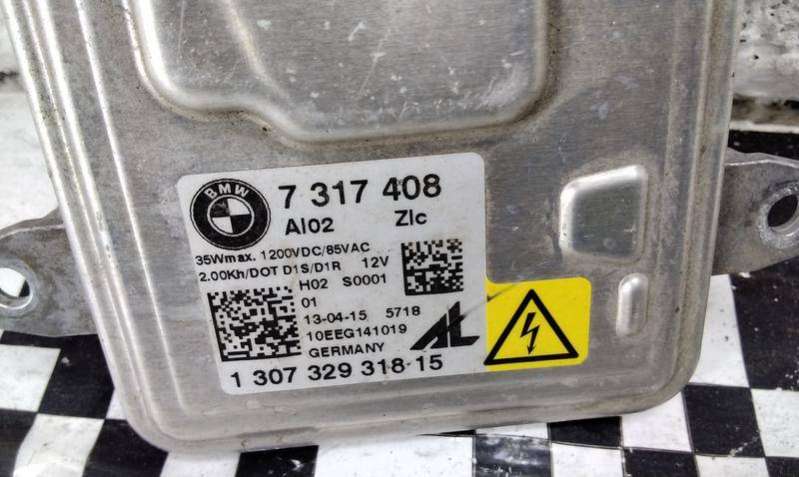 BMW
7 317 408
AI02 ZIc
35Wmax. 1200VDC/85VAC
2.00Kh/DOT D1S/D1R 12V
H02 S0001
01
13-04-15 5718
10EEG141019
GERMANY
AL
1 307 329 318-15